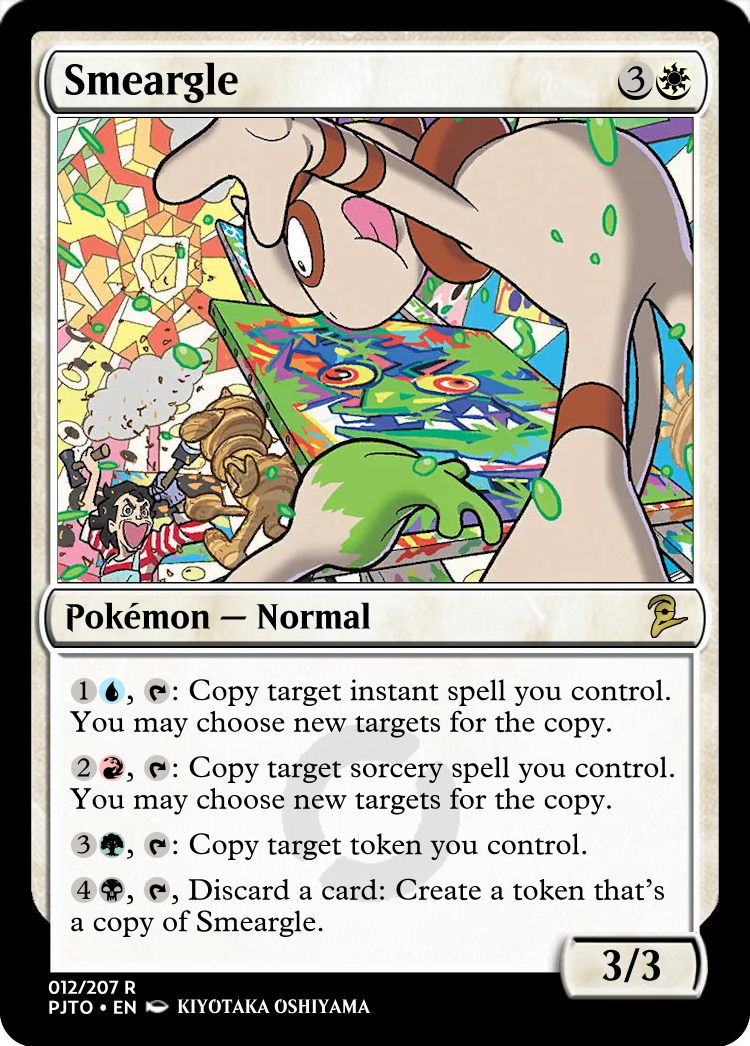 Smeargle 3
Pokémon — Normal
1, : Copy target instant spell you control.
You may choose new targets for the copy.
2, : Copy target sorcery spell you control.
You may choose new targets for the copy.
3, : Copy target token you control.
4, , Discard a card: Create a token that's
a copy of Smeargle.
3/3
012/207 R
PJTO • EN KIYOTAKA OSHIYAMA